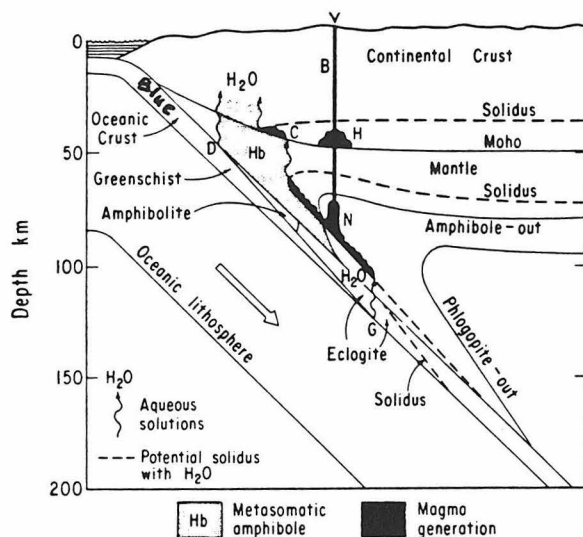 V
0
B
Continental Crust
H₂O
Blue
Solidus
Oceanic
Crust
C
H
Moho
D
Hb
50
Mantle
Greenschist
Solidus
Amphibolite
N
Amphibole-out
100
H₂O
Depth km
Oceanic lithosphere
Phlogopite-out
G
Eclogite
150
H₂O
Solidus
Aqueous
solutions
Potential solidus
with H₂O
200
Hb
Metasomatic
amphibole
Magma
generation